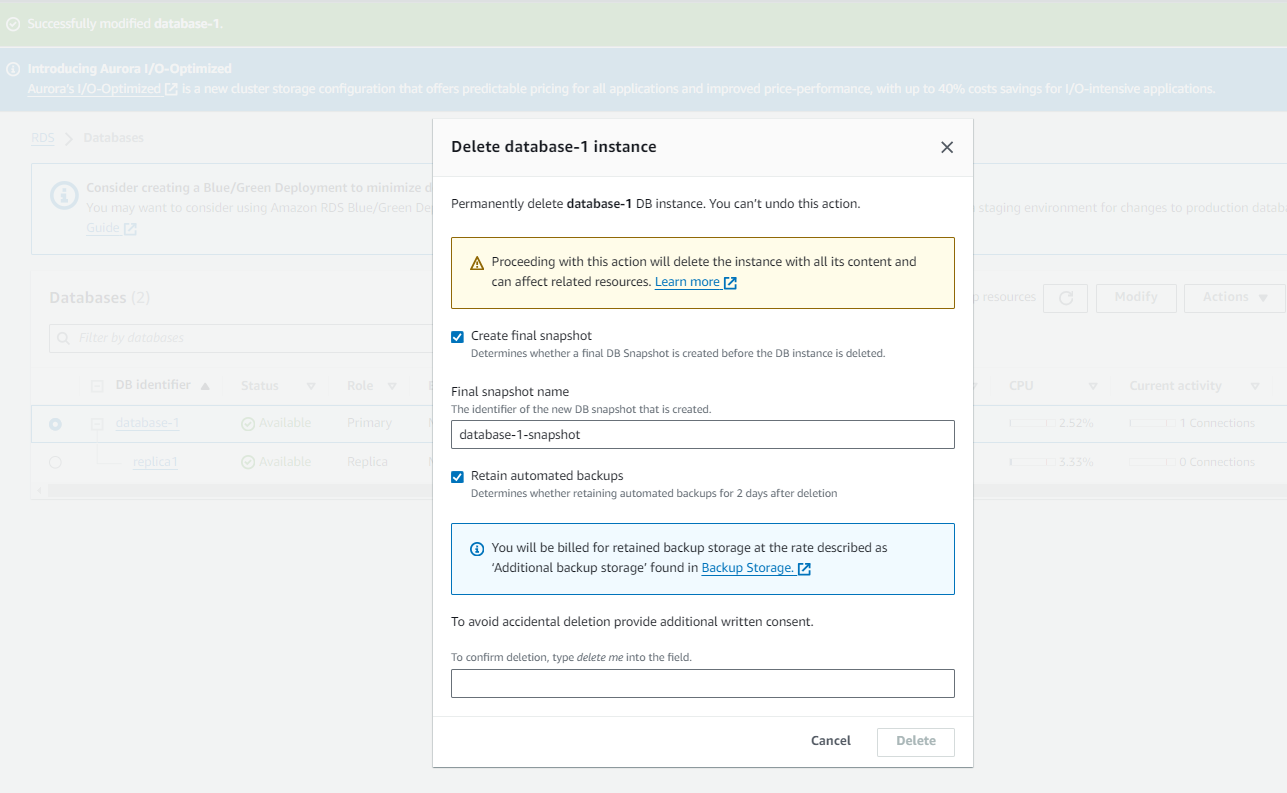 Successfully modified database-1.
Introducing Aurora I/O-Optimized
Aurora's I/O-Optimized is a new cluster storage configuration that offers predictable pricing for all applications and improved price-performance, with up to 40% costs savings for I/O-intensive applications.
RDS > Databases
Consider creating a Blue/Green Deployment to minimize d
You may want to consider using Amazon RDS Blue/Green De
staging environment for changes to production datab
Guide
Databases (2)
resources
Modify
Actions
Filter by databases
DB identifier
Status
Role
CPU
Current activity
database-1
Available
Primary
2.52%
1 Connections
replica1
Available
Replica
3.33%
0 Connections
Delete database-1 instance
Permanently delete database-1 DB instance. You can't undo this action.
Proceeding with this action will delete the instance with all its content and
can affect related resources. Learn more
Create final snapshot
Determines whether a final DB Snapshot is created before the DB instance is deleted.
Final snapshot name
The identifier of the new DB snapshot that is created.
database-1-snapshot
Retain automated backups
Determines whether retaining automated backups for 2 days after deletion
You will be billed for retained backup storage at the rate described as
'Additional backup storage' found in Backup Storage.
To avoid accidental deletion provide additional written consent.
To confirm deletion, type delete me into the field.
Cancel
Delete